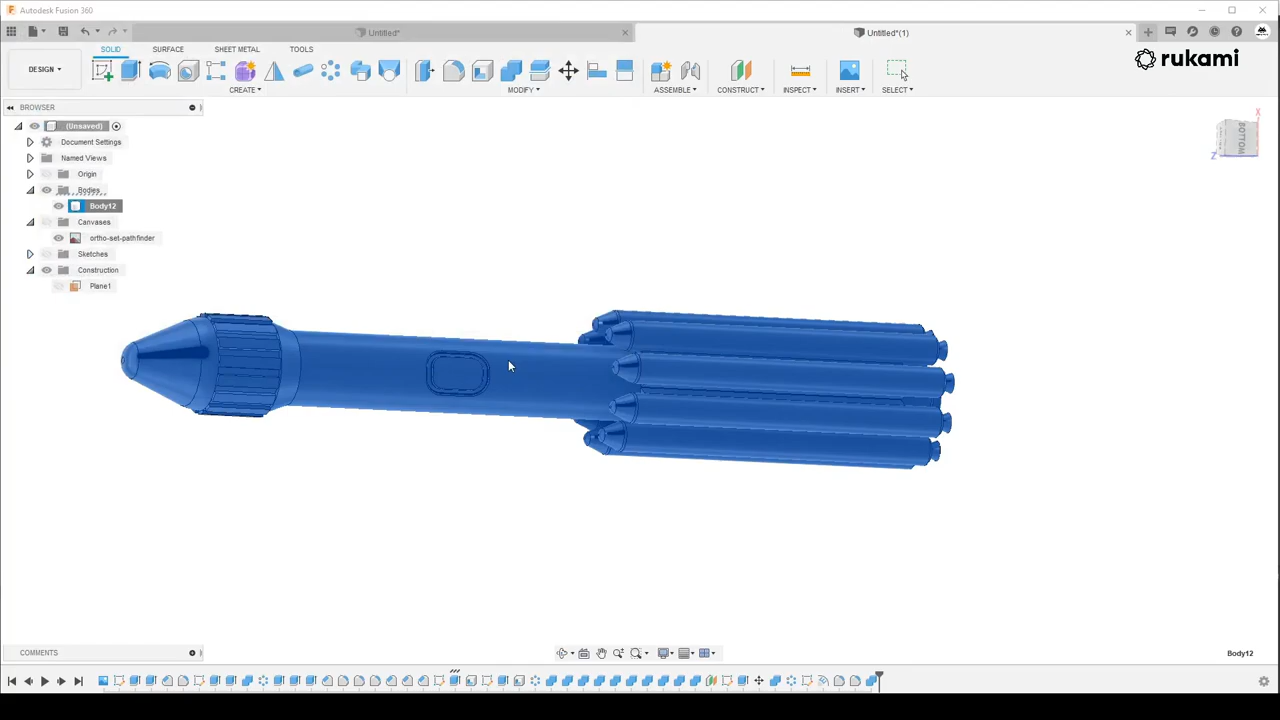 Autodesk Fusion 360
Untitled*
Untitled*(1)
SOLID
SURFACE
SHEET METAL
TOOLS
DESIGN
CREATE
MODIFY
ASSEMBLE
CONSTRUCT
INSPECT
INSERT
SELECT
rukami
BROWSER
(Unsaved)
Document Settings
Named Views
Origin
Bodies
Body12
Canvases
ortho-set-pathfinder
Sketches
Construction
Plane1
X
BOTTOM
Z
COMMENTS
Body12